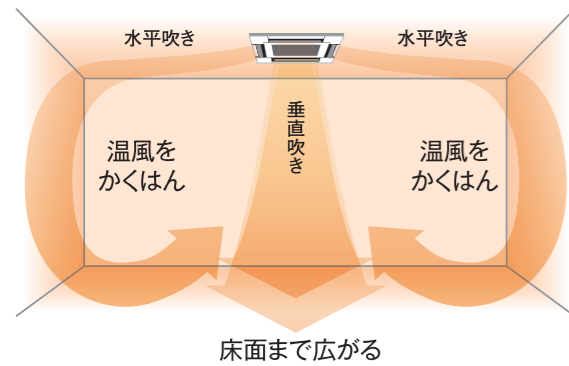 水平吹き
水平吹き
垂直吹き
温風を
かくはん
温風を
かくはん
床面まで広がる